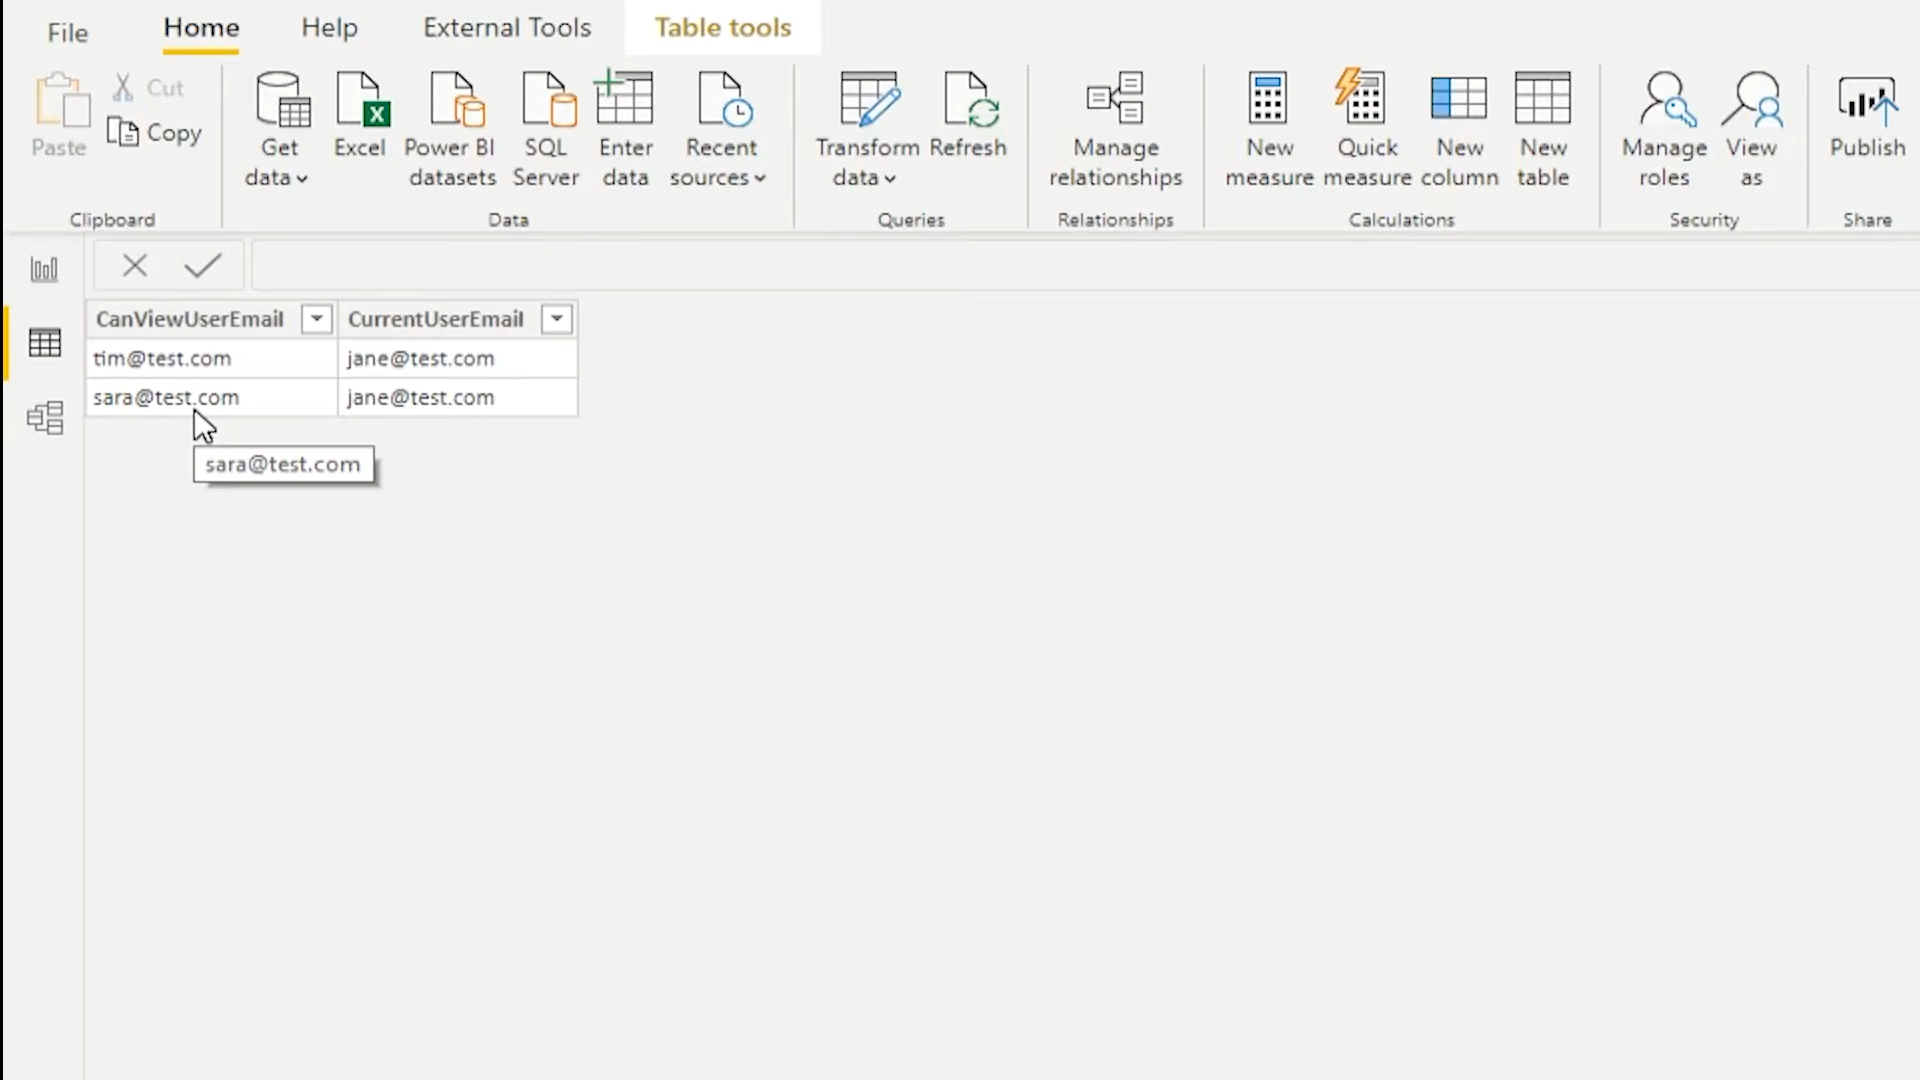 File Home Help External Tools Table tools
Paste Cut Copy
Get data
Excel
Power BI datasets
SQL Server
Enter data
Recent sources
Transform data
Refresh
Manage relationships
New measure
Quick measure
New column
New table
Manage roles
View as
Publish
Clipboard Data Queries Relationships Calculations Security Share
CanViewUserEmail CurrentUserEmail
tim@test.com jane@test.com
sara@test.com jane@test.com
sara@test.com